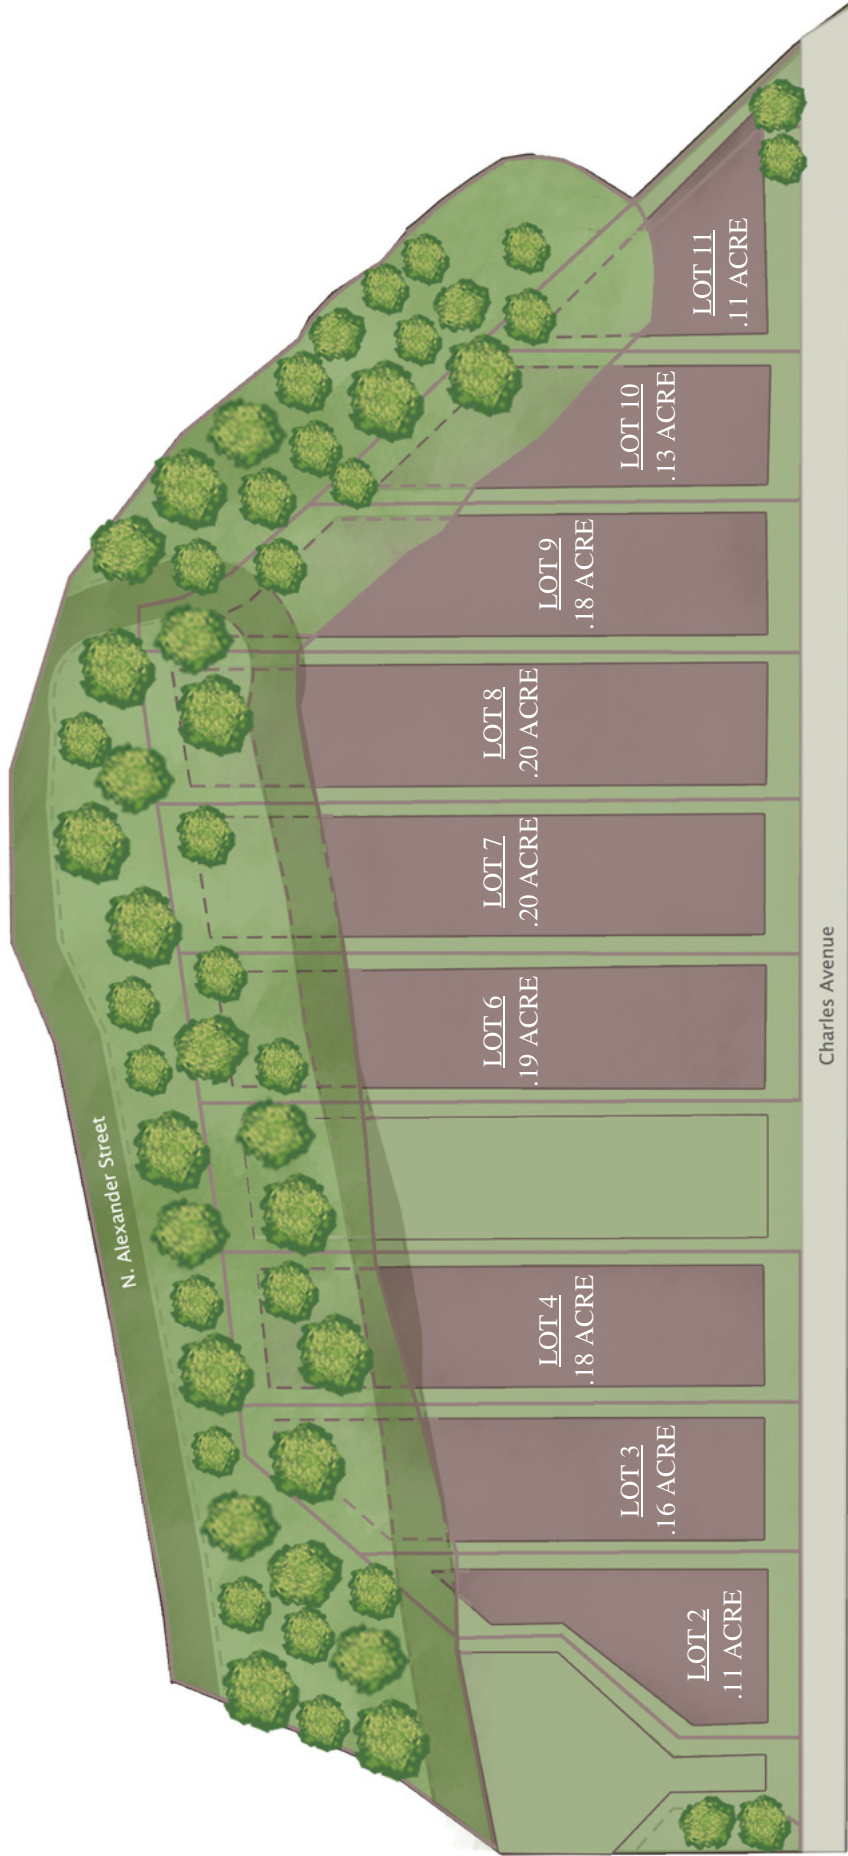 N. Alexander Street
LOT 2
.11 ACRE
LOT 3
.16 ACRE
LOT 4
.18 ACRE
LOT 6
.19 ACRE
LOT 7
.20 ACRE
LOT 8
.20 ACRE
LOT 9
.18 ACRE
LOT 10
.13 ACRE
LOT 11
.11 ACRE
Charles Avenue